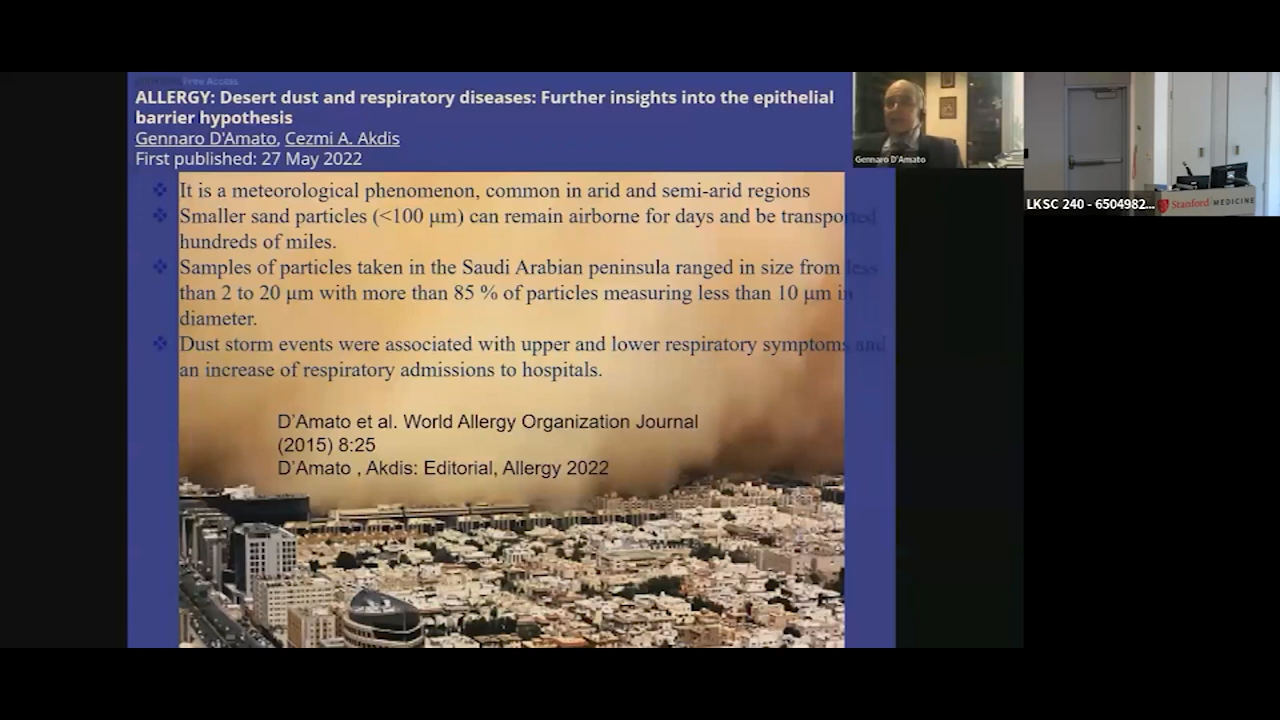 Free Access
ALLERGY: Desert dust and respiratory diseases: Further insights into the epithelial
barrier hypothesis
Gennaro D'Amato, Cezmi A. Akdis
First published: 27 May 2022
❖ It is a meteorological phenomenon, common in arid and semi-arid regions
❖ Smaller sand particles (<100 μm) can remain airborne for days and be transported
hundreds of miles.
❖ Samples of particles taken in the Saudi Arabian peninsula ranged in size from less
than 2 to 20 μm with more than 85 % of particles measuring less than 10 μm in
diameter.
❖ Dust storm events were associated with upper and lower respiratory symptoms and
an increase of respiratory admissions to hospitals.
D'Amato et al. World Allergy Organization Journal
(2015) 8:25
D'Amato , Akdis: Editorial, Allergy 2022
Gennaro D'Amato
LKSC 240 - 6504982...
Stanford MEDICINE